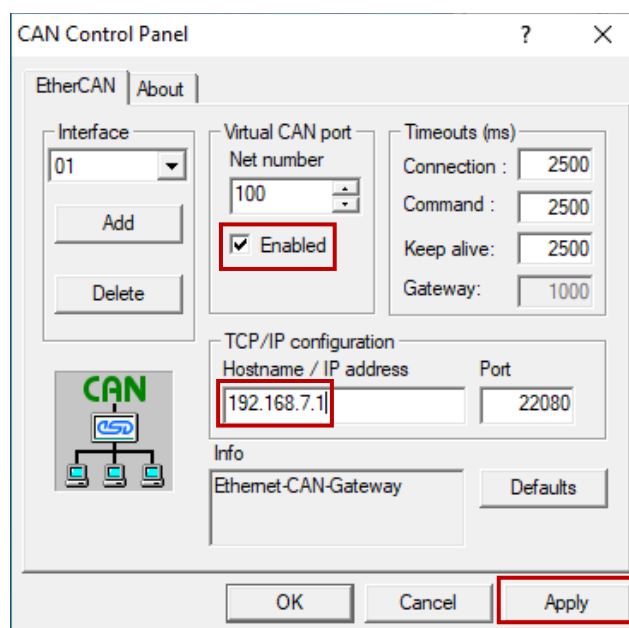 CAN Control Panel
?
EtherCAN
About
Interface
01
Add
Delete
Virtual CAN port
Net number
100
Enabled
Timeouts (ms)
Connection :
2500
Command :
2500
Keep alive:
2500
Gateway:
1000
TCP/IP configuration
Hostname / IP address
Port
192.168.7.1
22080
CAN
esd
Info
Ethernet-CAN-Gateway
Defaults
OK
Cancel
Apply